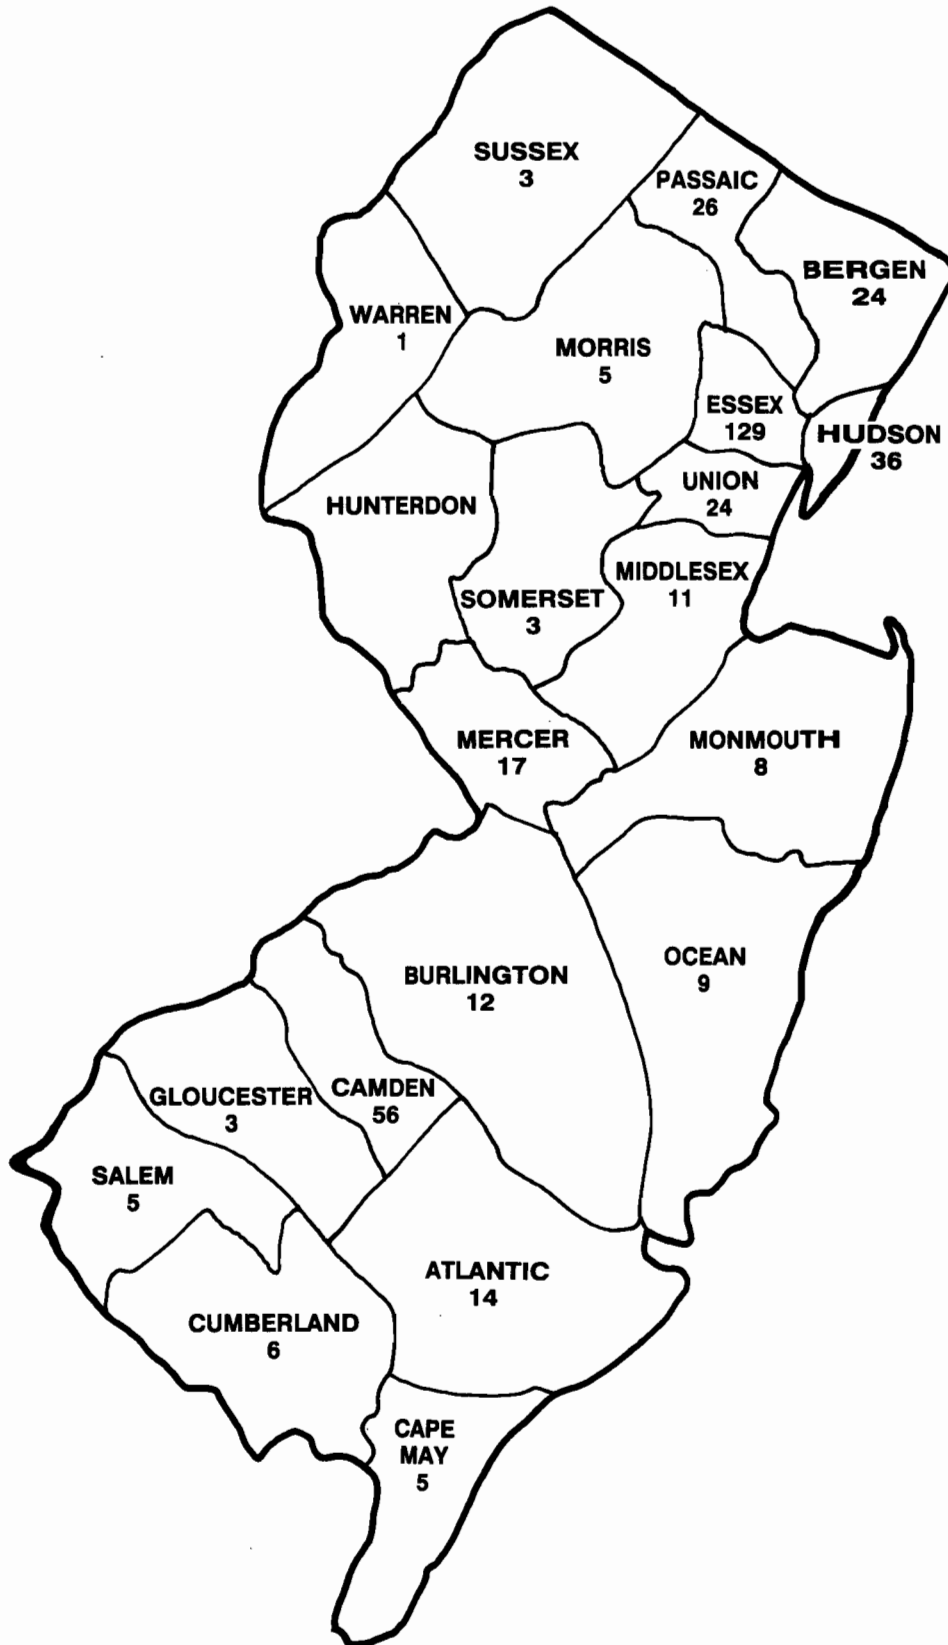 SUSSEX
3
PASSAIC
26
BERGEN
24
WARREN
1
MORRIS
5
ESSEX
129
HUDSON
36
UNION
24
HUNTERDON
MIDDLESEX
11
SOMERSET
3
MERCER
17
MONMOUTH
8
OCEAN
9
BURLINGTON
12
CAMDEN
56
GLOUCESTER
3
SALEM
5
ATLANTIC
14
CUMBERLAND
6
CAPE
MAY
5